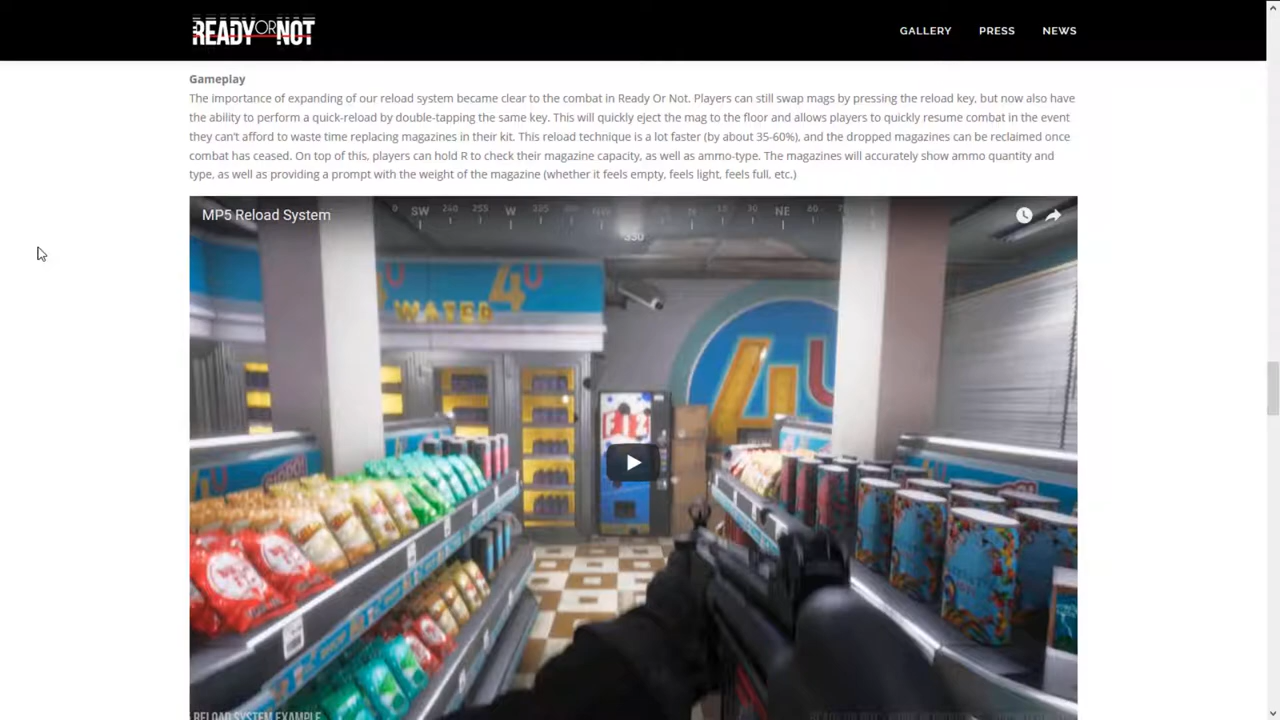 READY OR NOT
GALLERY PRESS NEWS
Gameplay
The importance of expanding of our reload system became clear to the combat in Ready Or Not. Players can still swap mags by pressing the reload key, but now also have
the ability to perform a quick-reload by double-tapping the same key. This will quickly eject the mag to the floor and allows players to quickly resume combat in the event
they can't afford to waste time replacing magazines in their kit. This reload technique is a lot faster (by about 35-60%), and the dropped magazines can be reclaimed once
combat has ceased. On top of this, players can hold R to check their magazine capacity, as well as ammo-type. The magazines will accurately show ammo quantity and
type, as well as providing a prompt with the weight of the magazine (whether it feels empty, feels light, feels full, etc.)
MP5 Reload System
SW 240 255 W NE
330
4U
WATER
4U
FIZ
RELOAD SYSTEM EXAMPLE